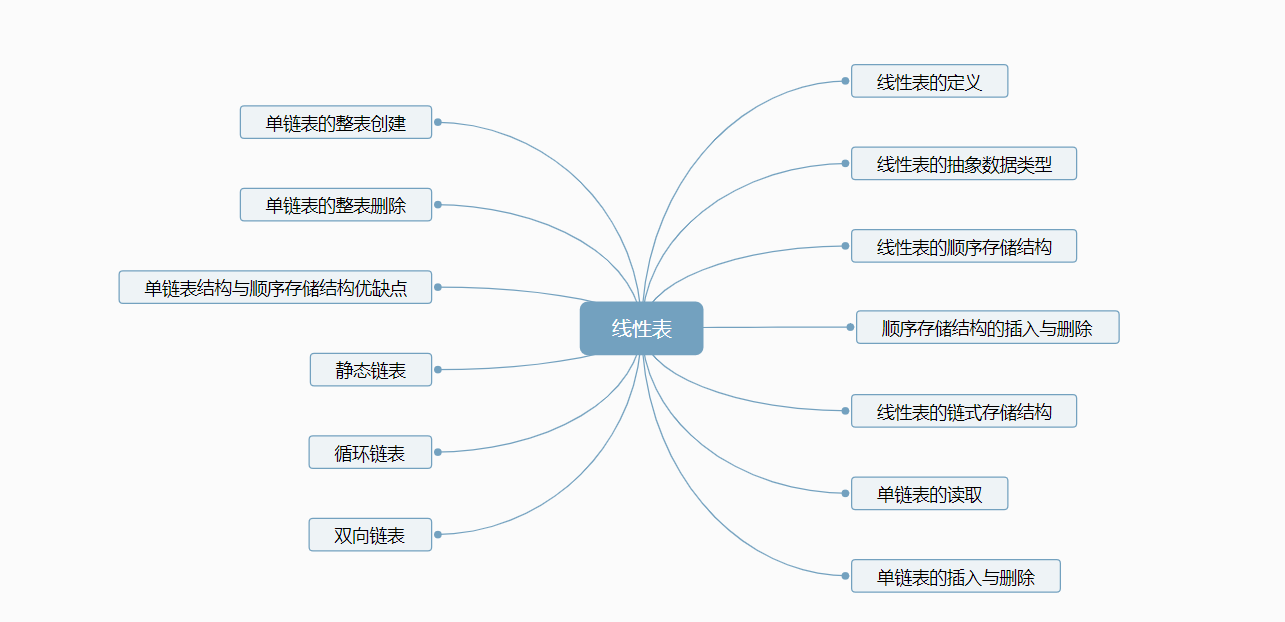 线性表
线性表的定义
线性表的抽象数据类型
线性表的顺序存储结构
顺序存储结构的插入与删除
线性表的链式存储结构
单链表的读取
单链表的插入与删除
单链表的整表创建
单链表的整表删除
单链表结构与顺序存储结构优缺点
静态链表
循环链表
双向链表